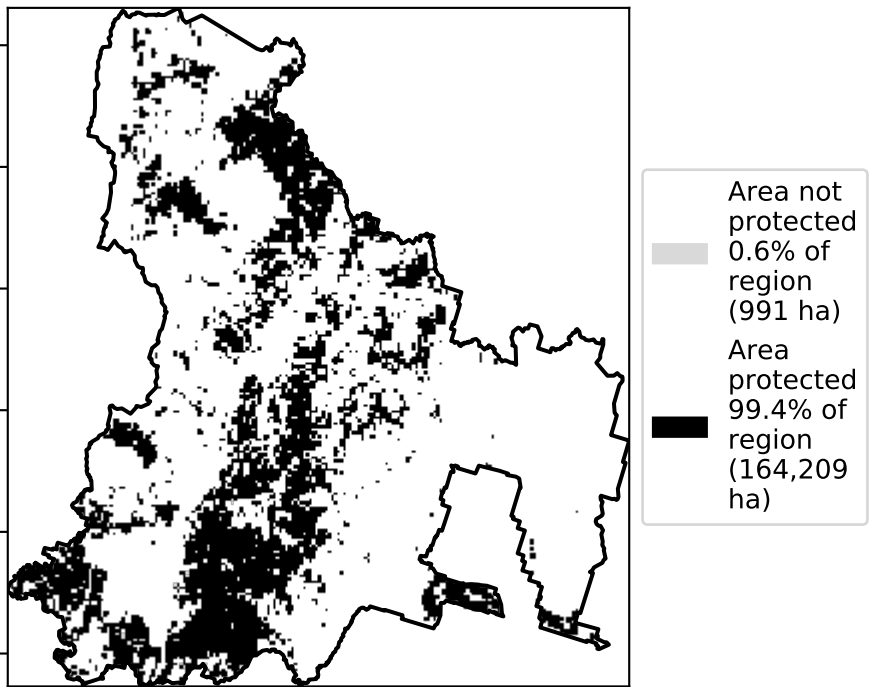 Area not
protected
0.6% of
region
(991 ha)
Area
protected
99.4% of
region
(164,209
ha)